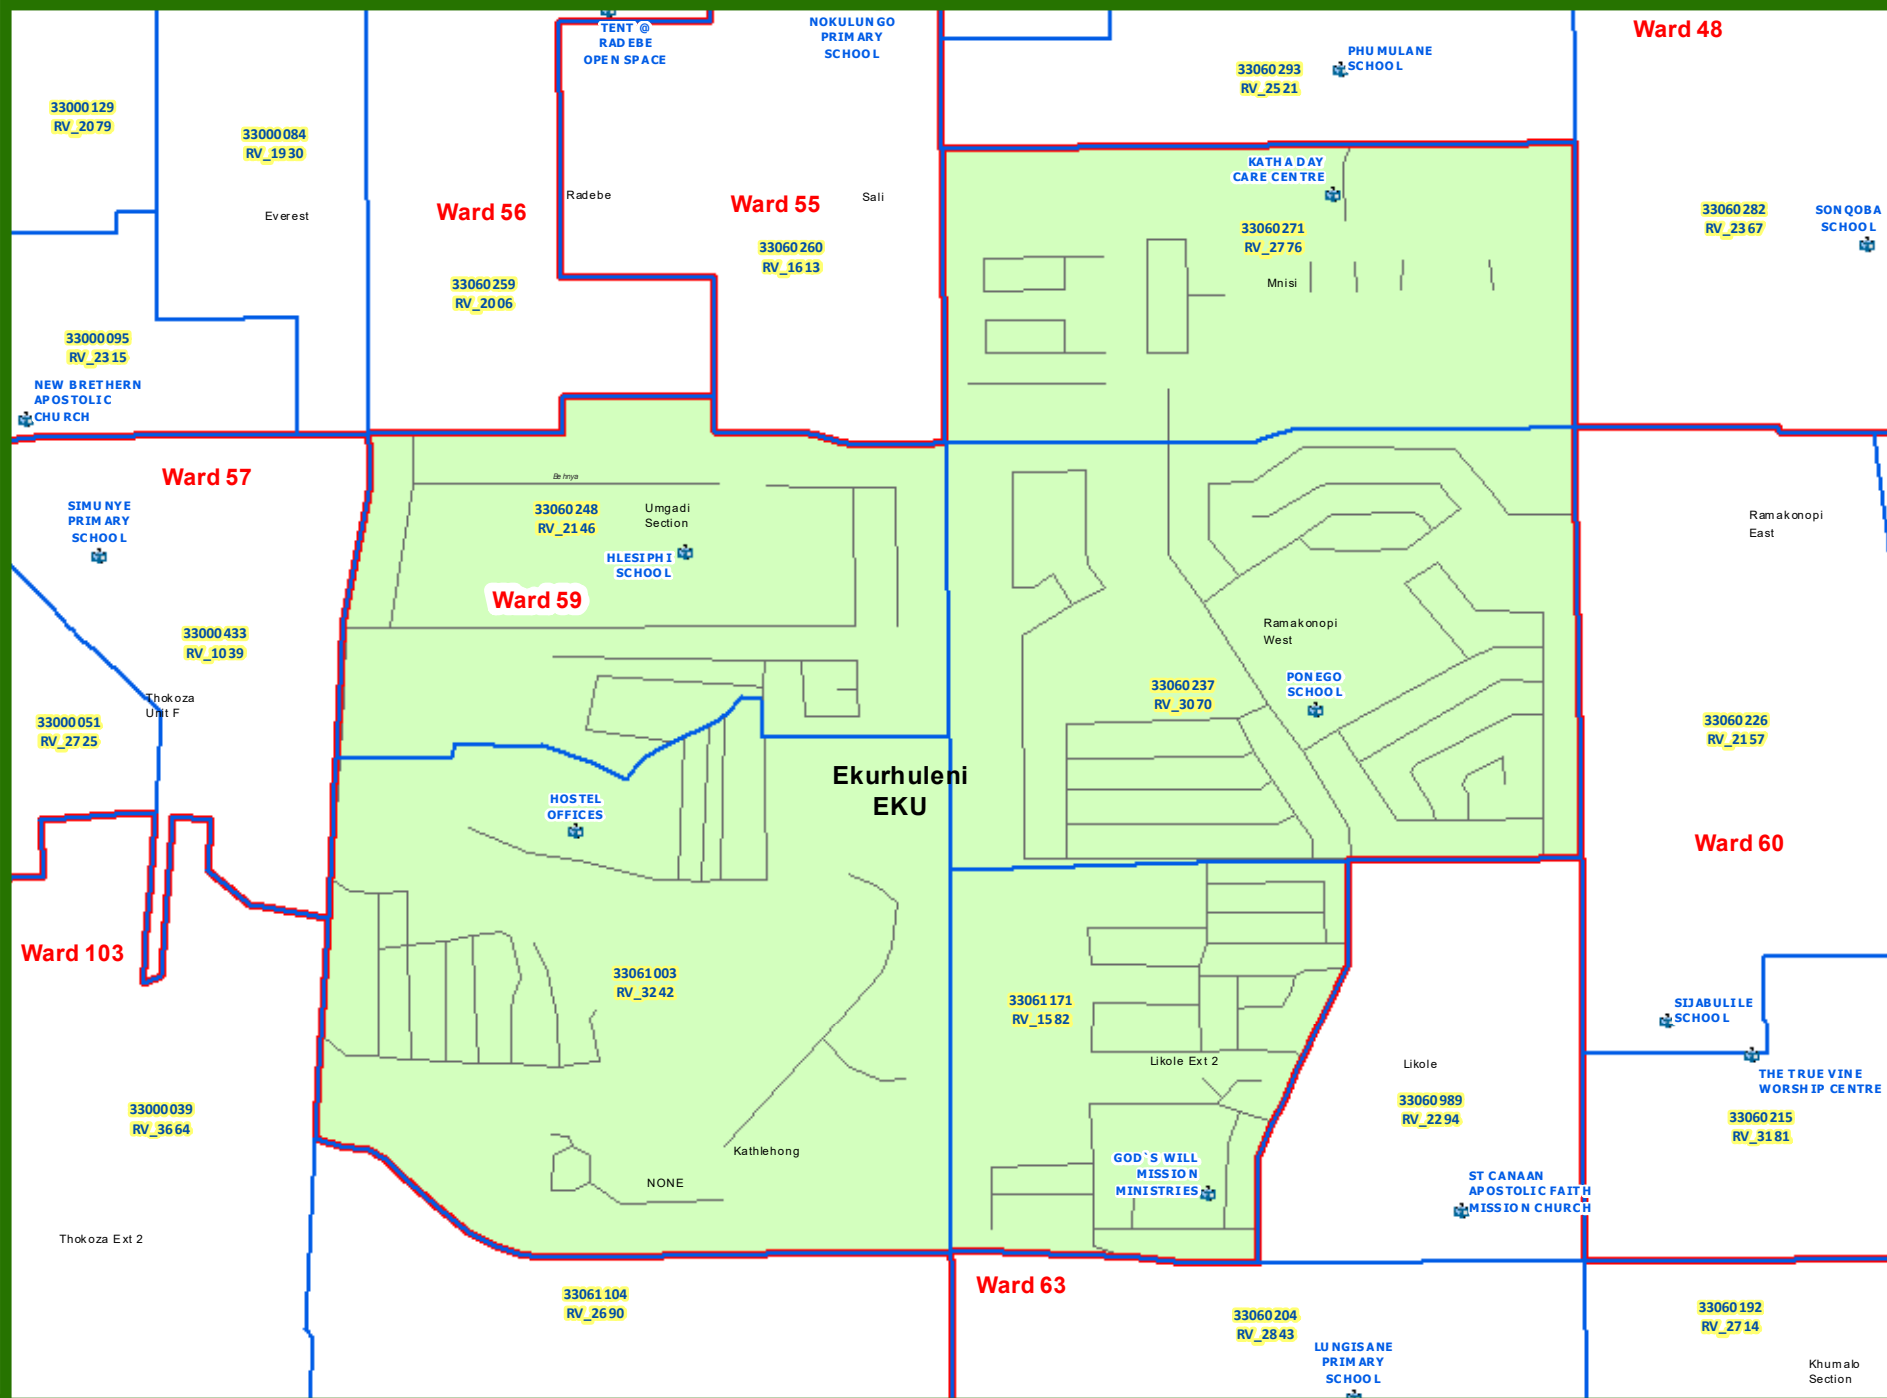 TENT @
RADEBE
OPEN SPACE
NOKULUNGO
PRIMARY
SCHOOL
Ward 48
PHUMULANE
SCHOOL
33060293
RV_2521
33000129
RV_2079
33000084
RV_1930
KATHA DAY
CARE CENTRE
Everest
Ward 56
Radebe
Ward 55
Sali
33060271
RV_2776
Mnisi
33060282
RV_2367
SONQOBA
SCHOOL
33060260
RV_1613
33060259
RV_2006
33000095
RV_2315
NEW BRETHERN
APOSTOLIC
CHURCH
Ward 57
SIMUNYE
PRIMARY
SCHOOL
Behnya
33060248
RV_2146
Umgadi
Section
HLESIPHI
SCHOOL
Ward 59
Ramakonopi
East
33000433
RV_1039
Ramakonopi
West
Thokoza
Unit F
33000051
RV_2725
33060237
RV_3070
PONEGO
SCHOOL
33060226
RV_2157
Ekurhuleni
EKU
HOSTEL
OFFICES
Ward 60
Ward 103
33061003
RV_3242
33061171
RV_1582
SIJABULILE
SCHOOL
Likole Ext 2
Likole
THE TRUE VINE
WORSHIP CENTRE
33000039
RV_3664
33060989
RV_2294
33060215
RV_3181
Kathlehong
NONE
GOD`S WILL
MISSION
MINISTRIES
ST CANAAN
APOSTOLIC FAITH
MISSION CHURCH
Thokoza Ext 2
Ward 63
33061104
RV_2690
33060204
RV_2843
33060192
RV_2714
LUNGISANE
PRIMARY
SCHOOL
Khumalo
Section